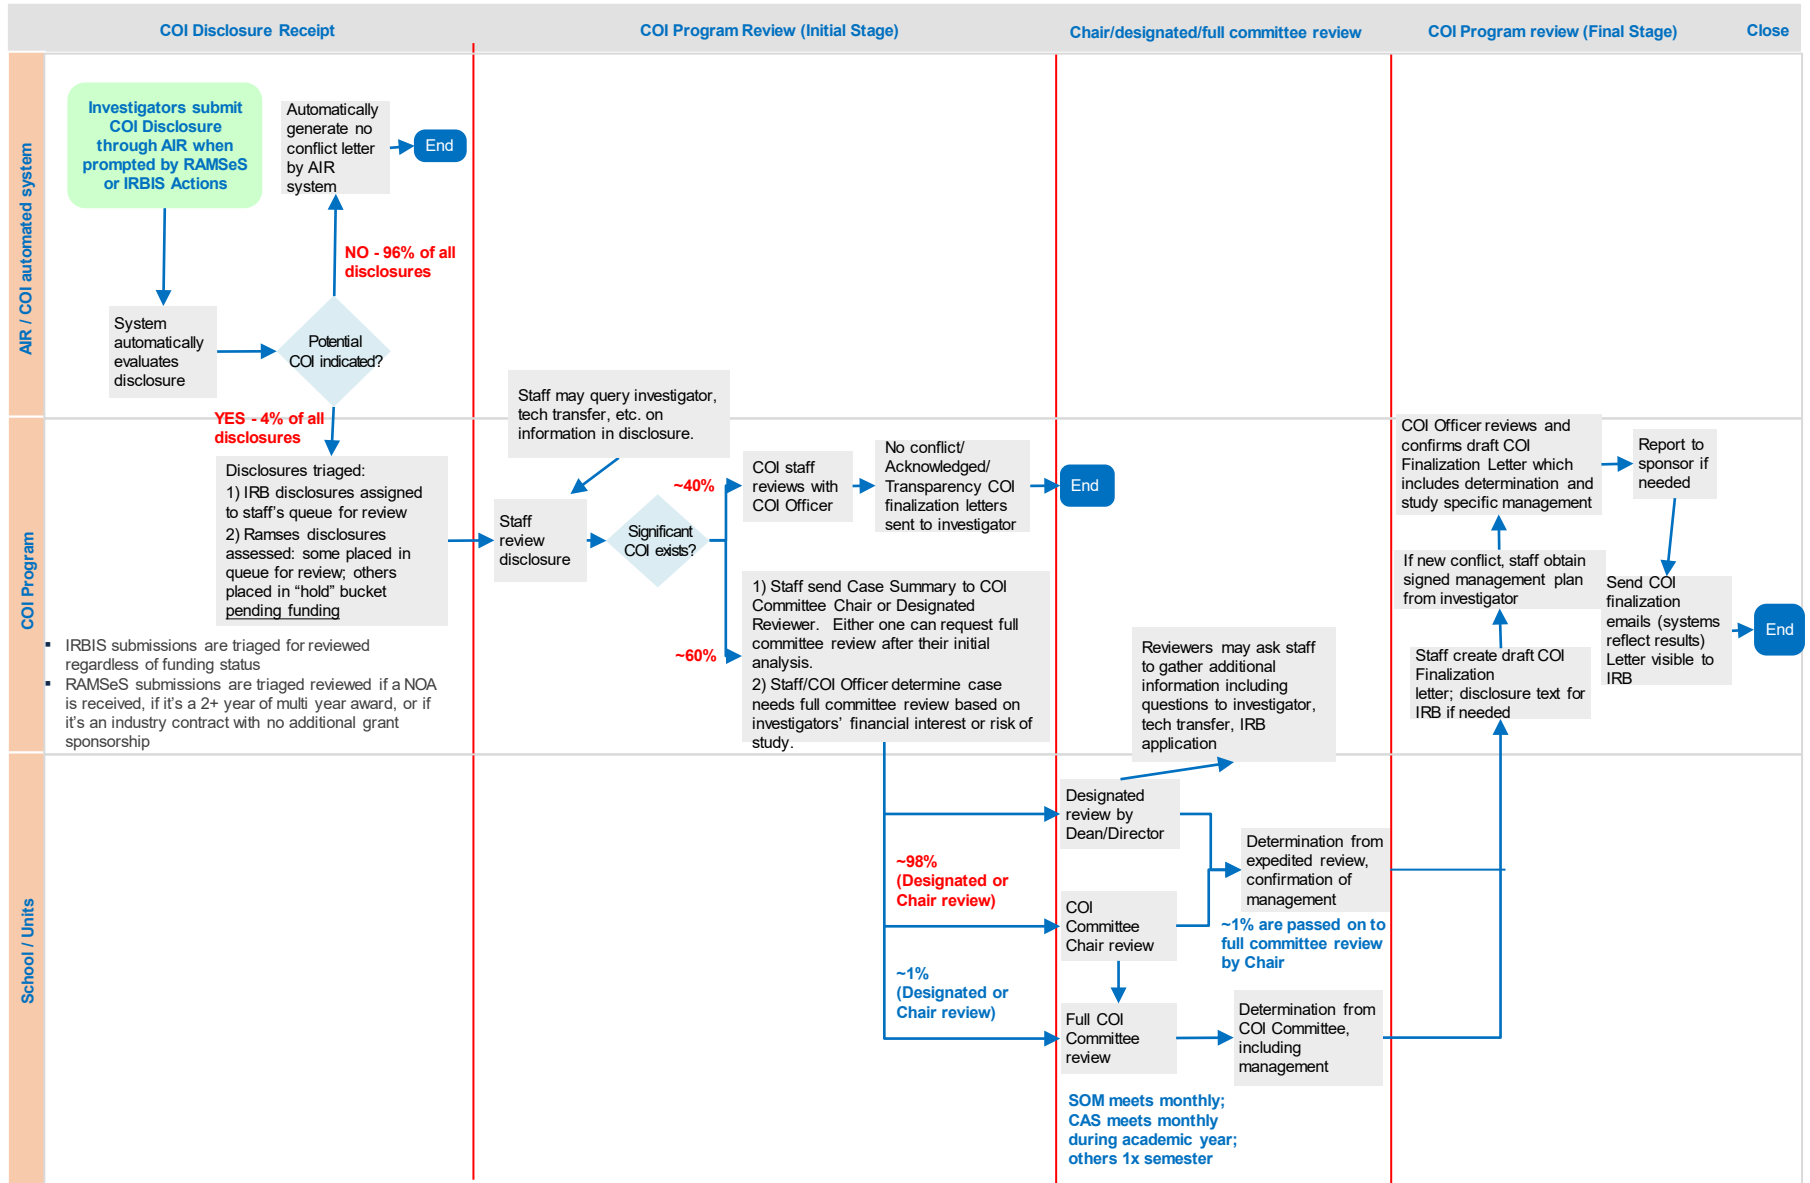 COI Disclosure Receipt
COI Program Review (Initial Stage)
Chair/designated/full committee review
COI Program review (Final Stage)
Close
AIR / COI automated system
Investigators submit
COI Disclosure
through AIR when
prompted by RAMSeS
or IRBIS Actions
Automatically
generate no
conflict letter
by AIR
system
End
NO - 96% of all
disclosures
System
automatically
evaluates
disclosure
Potential
COI indicated?
YES - 4% of all
disclosures
COI Program
Disclosures triaged:
1) IRB disclosures assigned
to staff's queue for review
2) Ramses disclosures
assessed: some placed in
queue for review; others
placed in “hold” bucket
pending funding
▪ IRBIS submissions are triaged for reviewed
regardless of funding status
▪ RAMSeS submissions are triaged reviewed if a NOA
is received, if it's a 2+ year of multi year award, or if
it's an industry contract with no additional grant
sponsorship
Staff may query investigator,
tech transfer, etc. on
information in disclosure.
Staff
review
disclosure
Significant
COI exists?
~40%
COI staff
reviews with
COI Officer
No conflict/
Acknowledged/
Transparency COI
finalization letters
sent to investigator
End
~60%
1) Staff send Case Summary to COI
Committee Chair or Designated
Reviewer. Either one can request full
committee review after their initial
analysis.
2) Staff/COI Officer determine case
needs full committee review based on
investigators' financial interest or risk of
study.
Reviewers may ask staff
to gather additional
information including
questions to investigator,
tech transfer, IRB
application
COI Officer reviews and
confirms draft COI
Finalization Letter which
includes determination and
study specific management
Report to
sponsor if
needed
If new conflict, staff obtain
signed management plan
from investigator
Send COI
finalization
emails (systems
reflect results)
Letter visible to
IRB
End
Staff create draft COI
Finalization
letter; disclosure text for
IRB if needed
School / Units
Designated
review by
Dean/Director
~98%
(Designated or
Chair review)
Determination from
expedited review,
confirmation of
management
COI
Committee
Chair review
~1% are passed on to
full committee review
by Chair
~1%
(Designated or
Chair review)
Full COI
Committee
review
Determination from
COI Committee,
including
management
SOM meets monthly;
CAS meets monthly
during academic year;
others 1x semester